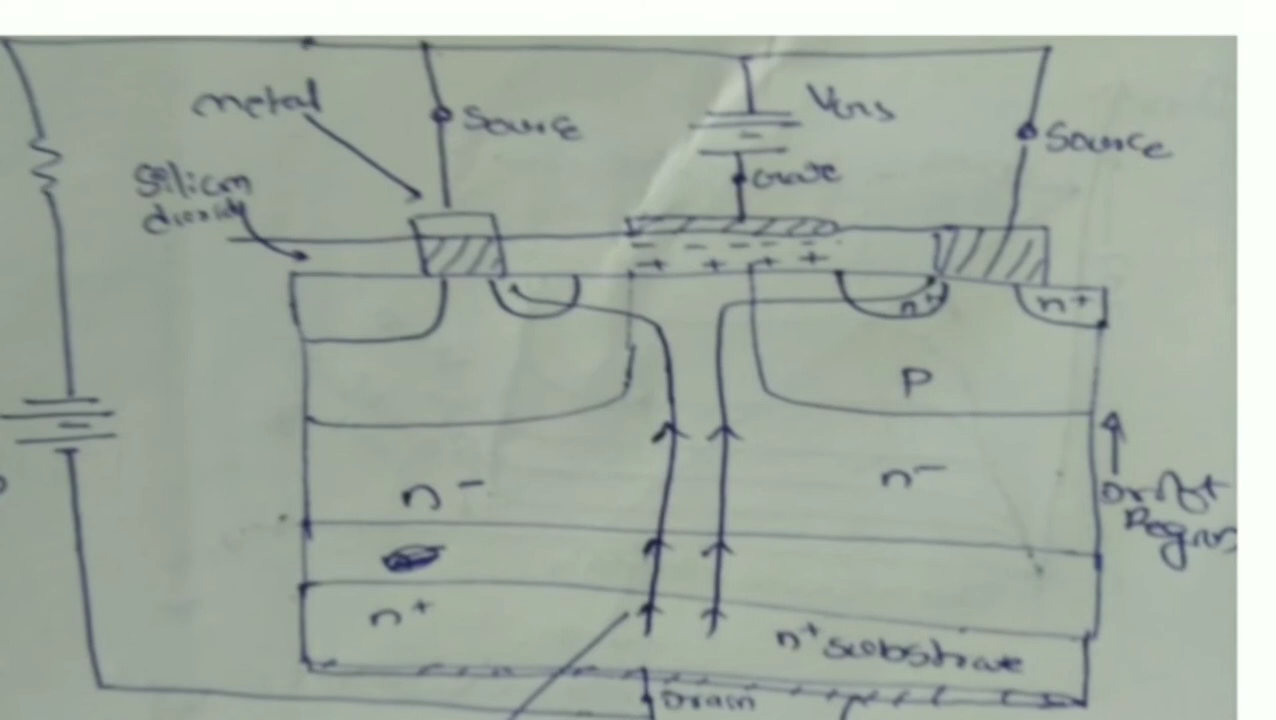 metal
Source
VGS
Source
Silicon
dioxide
Gate
n+
n+
P
n-
n-
Drift
Region
n+
n+ substrate
Drain